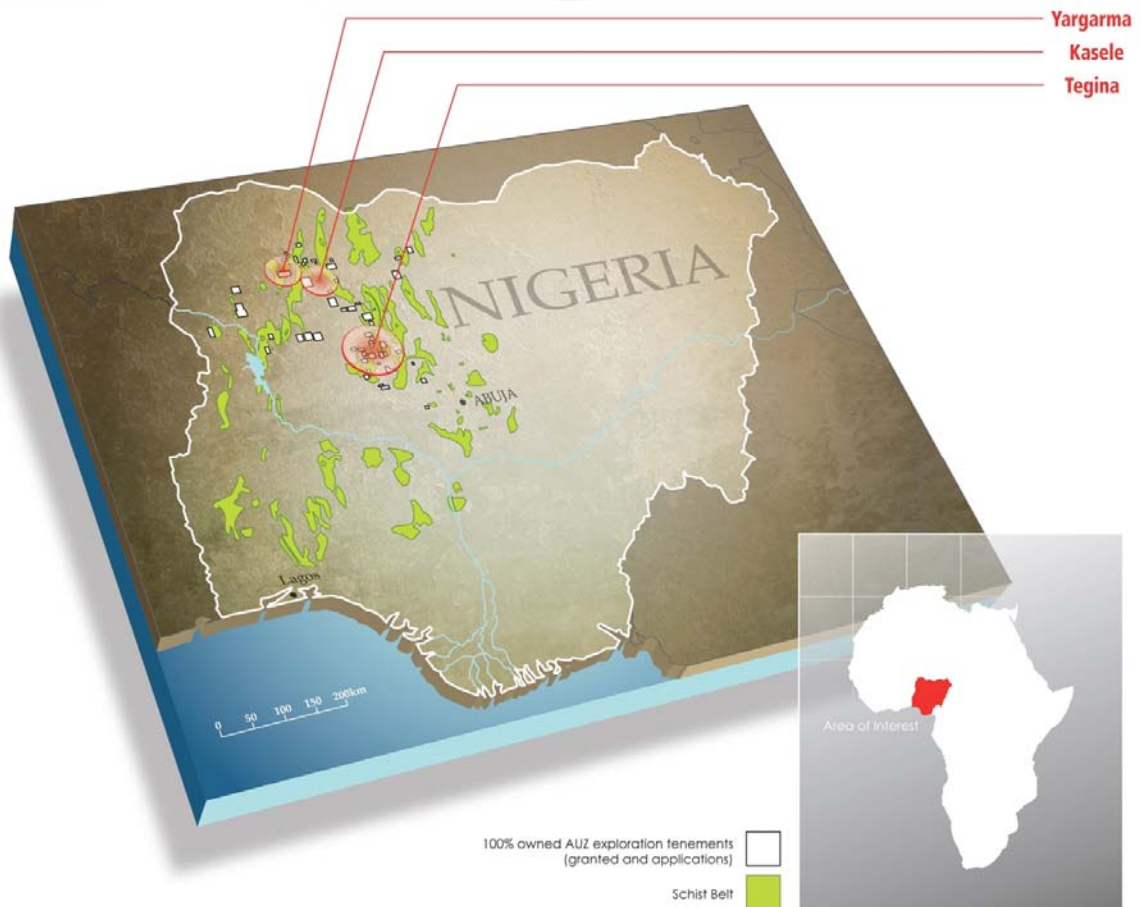 Yargarma
Kasele
Tegina
NIGERIA
ABUJA
Lagos
0 50 100 150 200km
Area of Interest
100% owned AUZ exploration tenements
(granted and applications)
Schist Belt